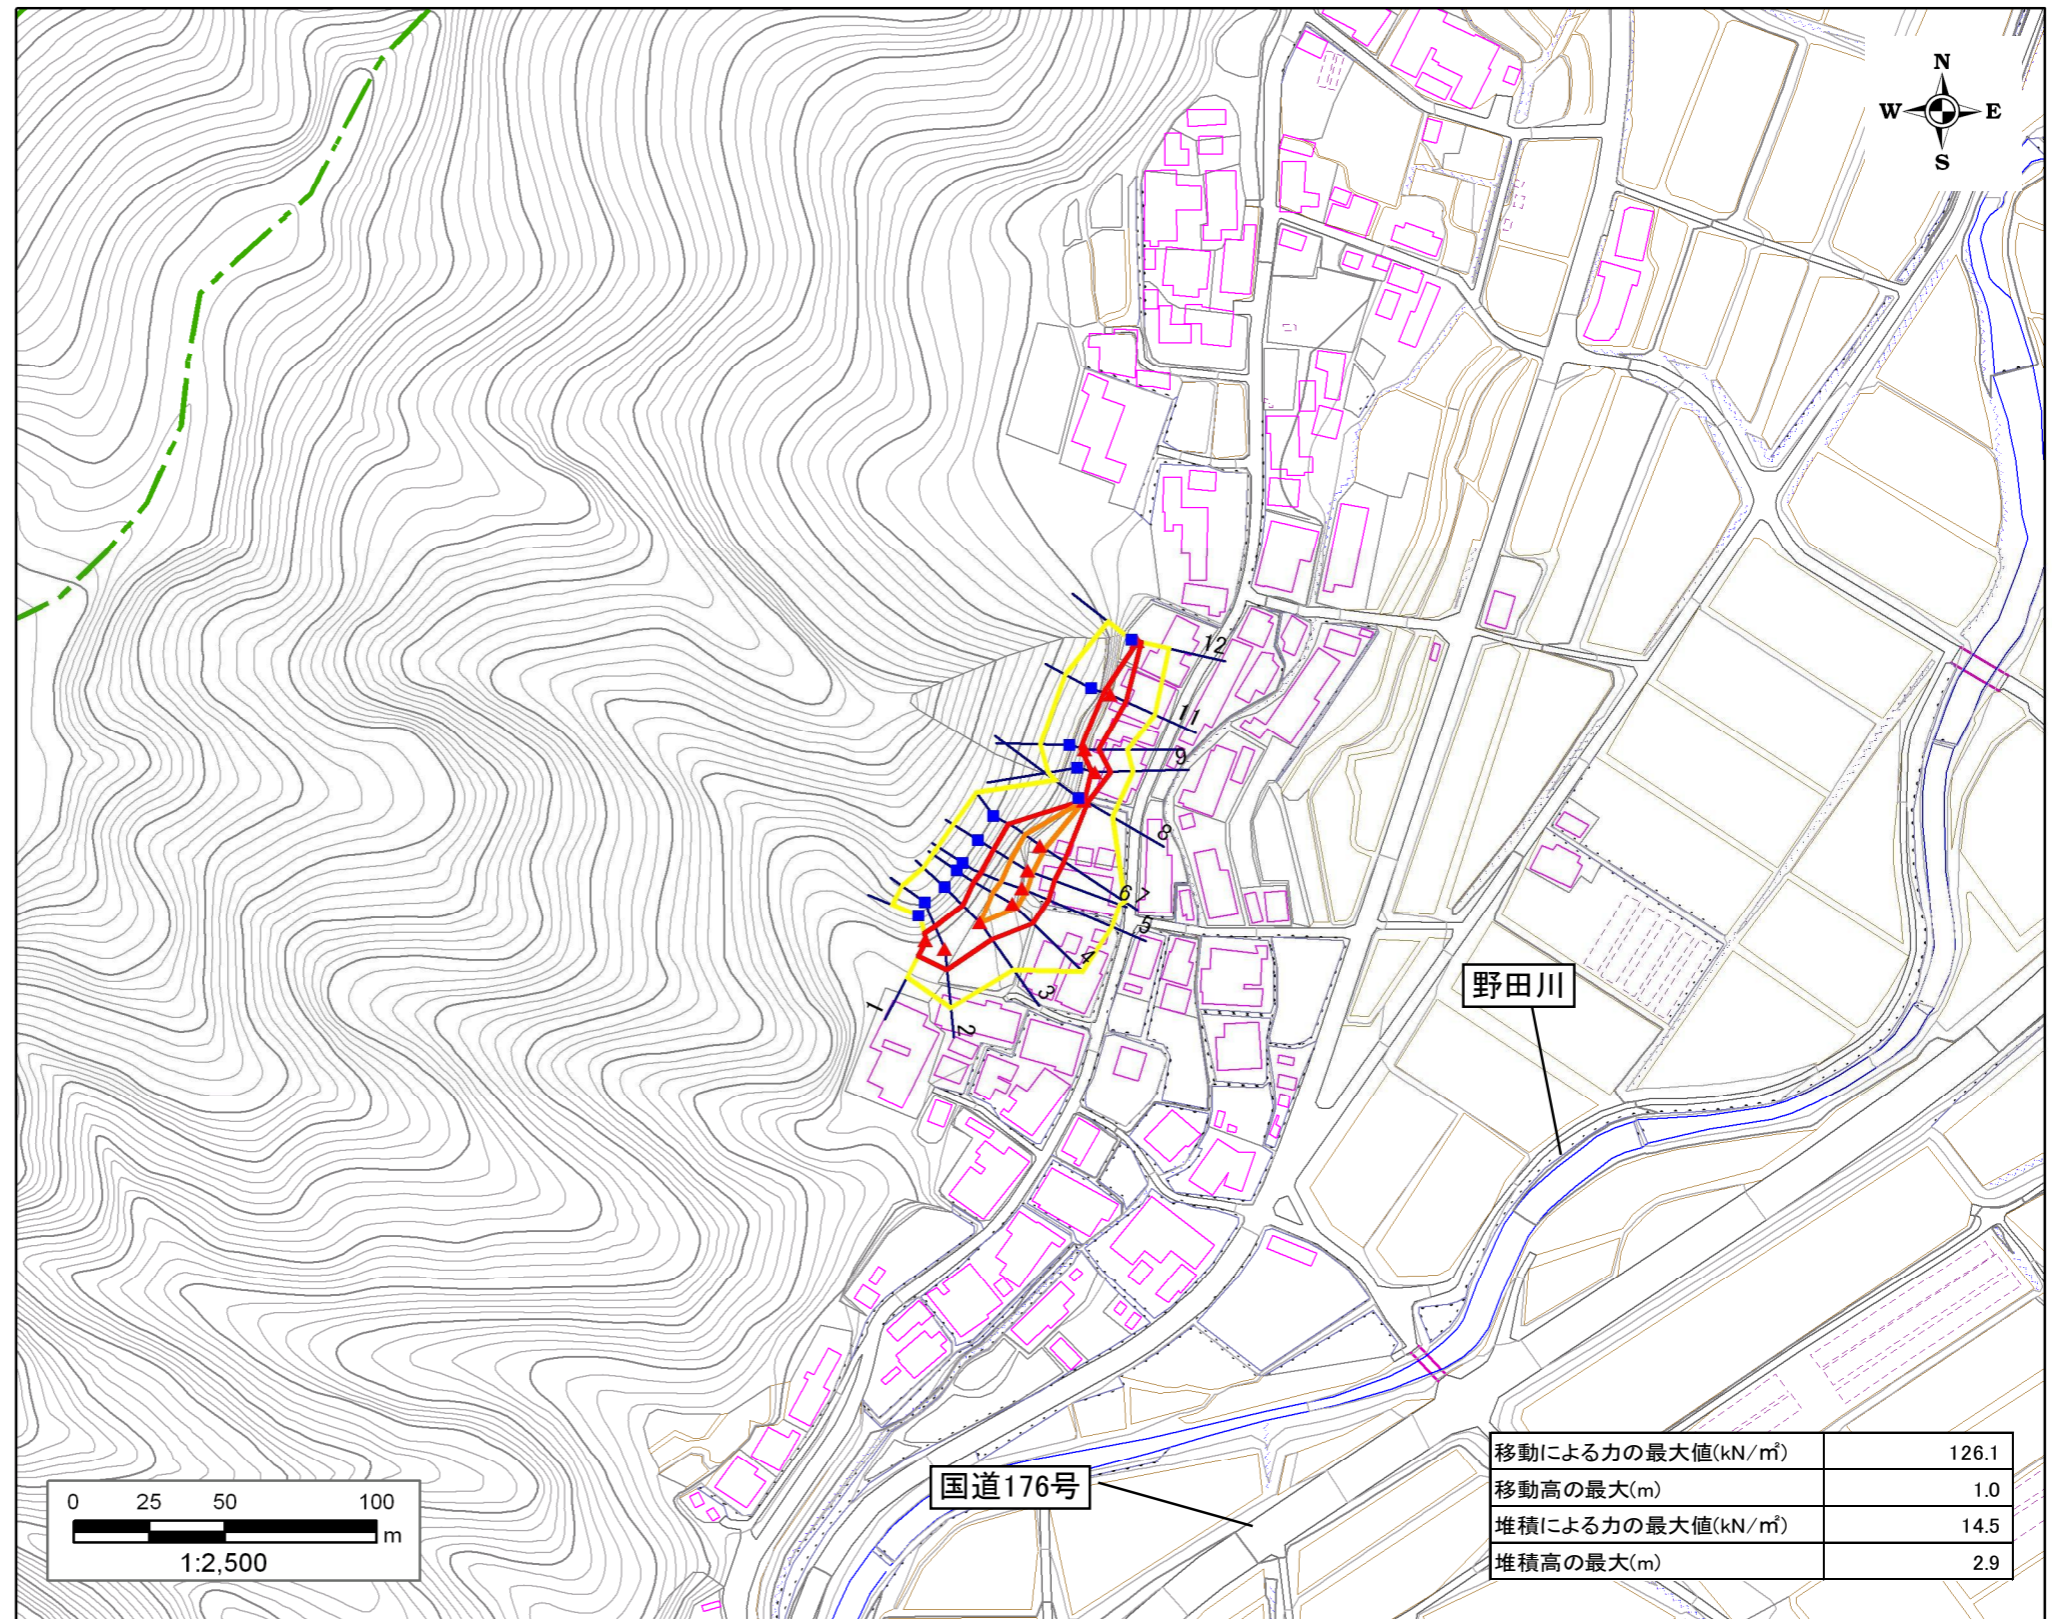 N
W E
S
12
11
9
8
7
6
5
4
3
2
1
野田川
国道176号
0 25 50 100
m
1:2,500
移動による力の最大値(kN/㎡) 126.1
移動高の最大(m) 1.0
堆積による力の最大値(kN/㎡) 14.5
堆積高の最大(m) 2.9